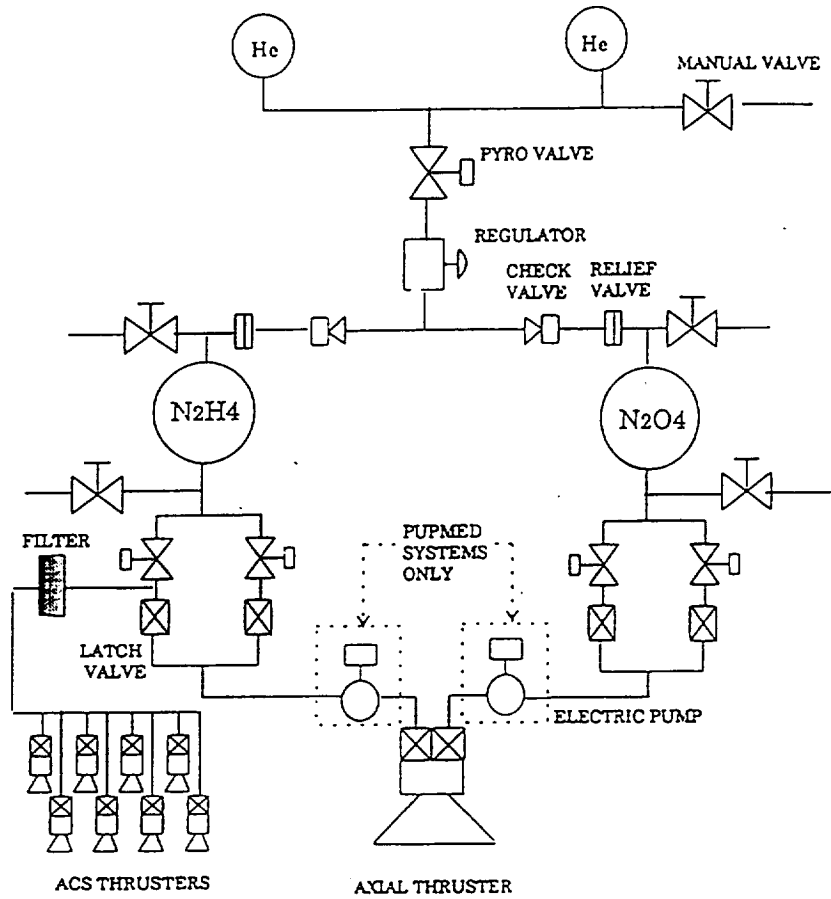 He
He
MANUAL VALVE
PYRO VALVE
REGULATOR
CHECK
VALVE
RELIEF
VALVE
N2H4
N2O4
FILTER
PUPMED
SYSTEMS
ONLY
LATCH
VALVE
ELECTRIC PUMP
ACS THRUSTERS
AXIAL THRUSTER